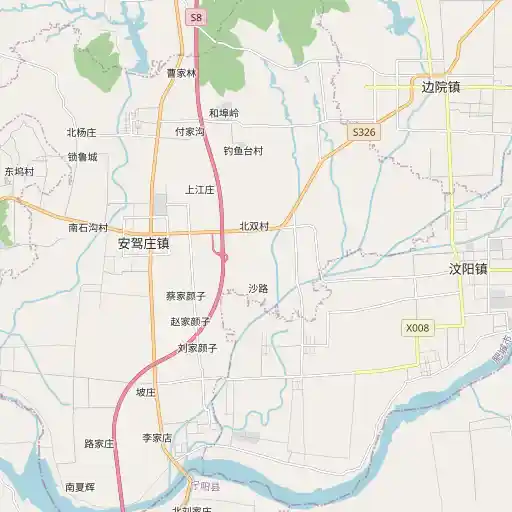 S8
曹家林
边院镇
和埠岭
北杨庄
付家沟
S326
钓鱼台村
锁鲁城
东坞村
上江庄
南石沟村
北双村
安驾庄镇
汶阳镇
沙路
蔡家颜子
赵家颜子
X008
刘家颜子
肥城市
坡庄
李家店
路家庄
南夏辉
宁阳县
北刘家庄